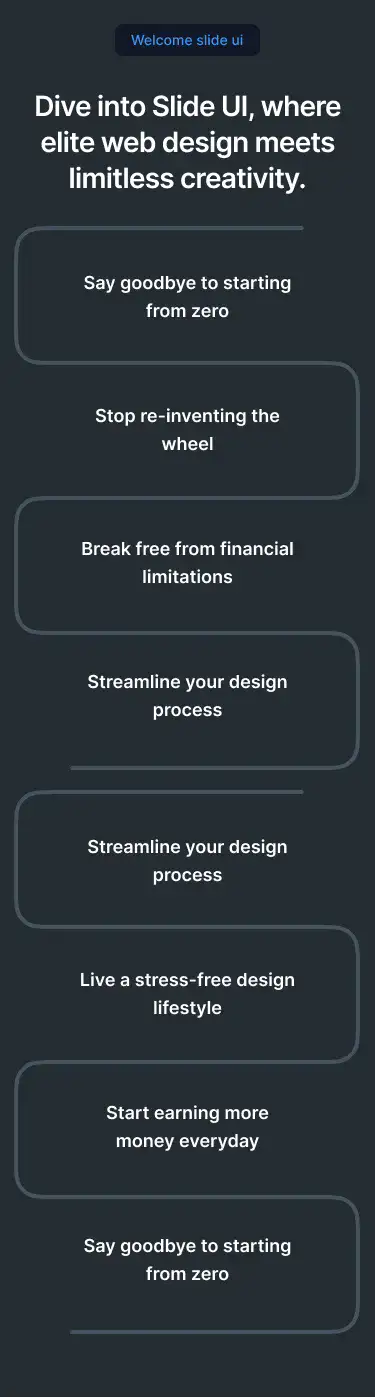 Welcome slide ui
Dive into Slide UI, where
elite web design meets
limitless creativity.
Say goodbye to starting
from zero
Stop re-inventing the
wheel
Break free from financial
limitations
Streamline your design
process
Streamline your design
process
Live a stress-free design
lifestyle
Start earning more
money everyday
Say goodbye to starting
from zero